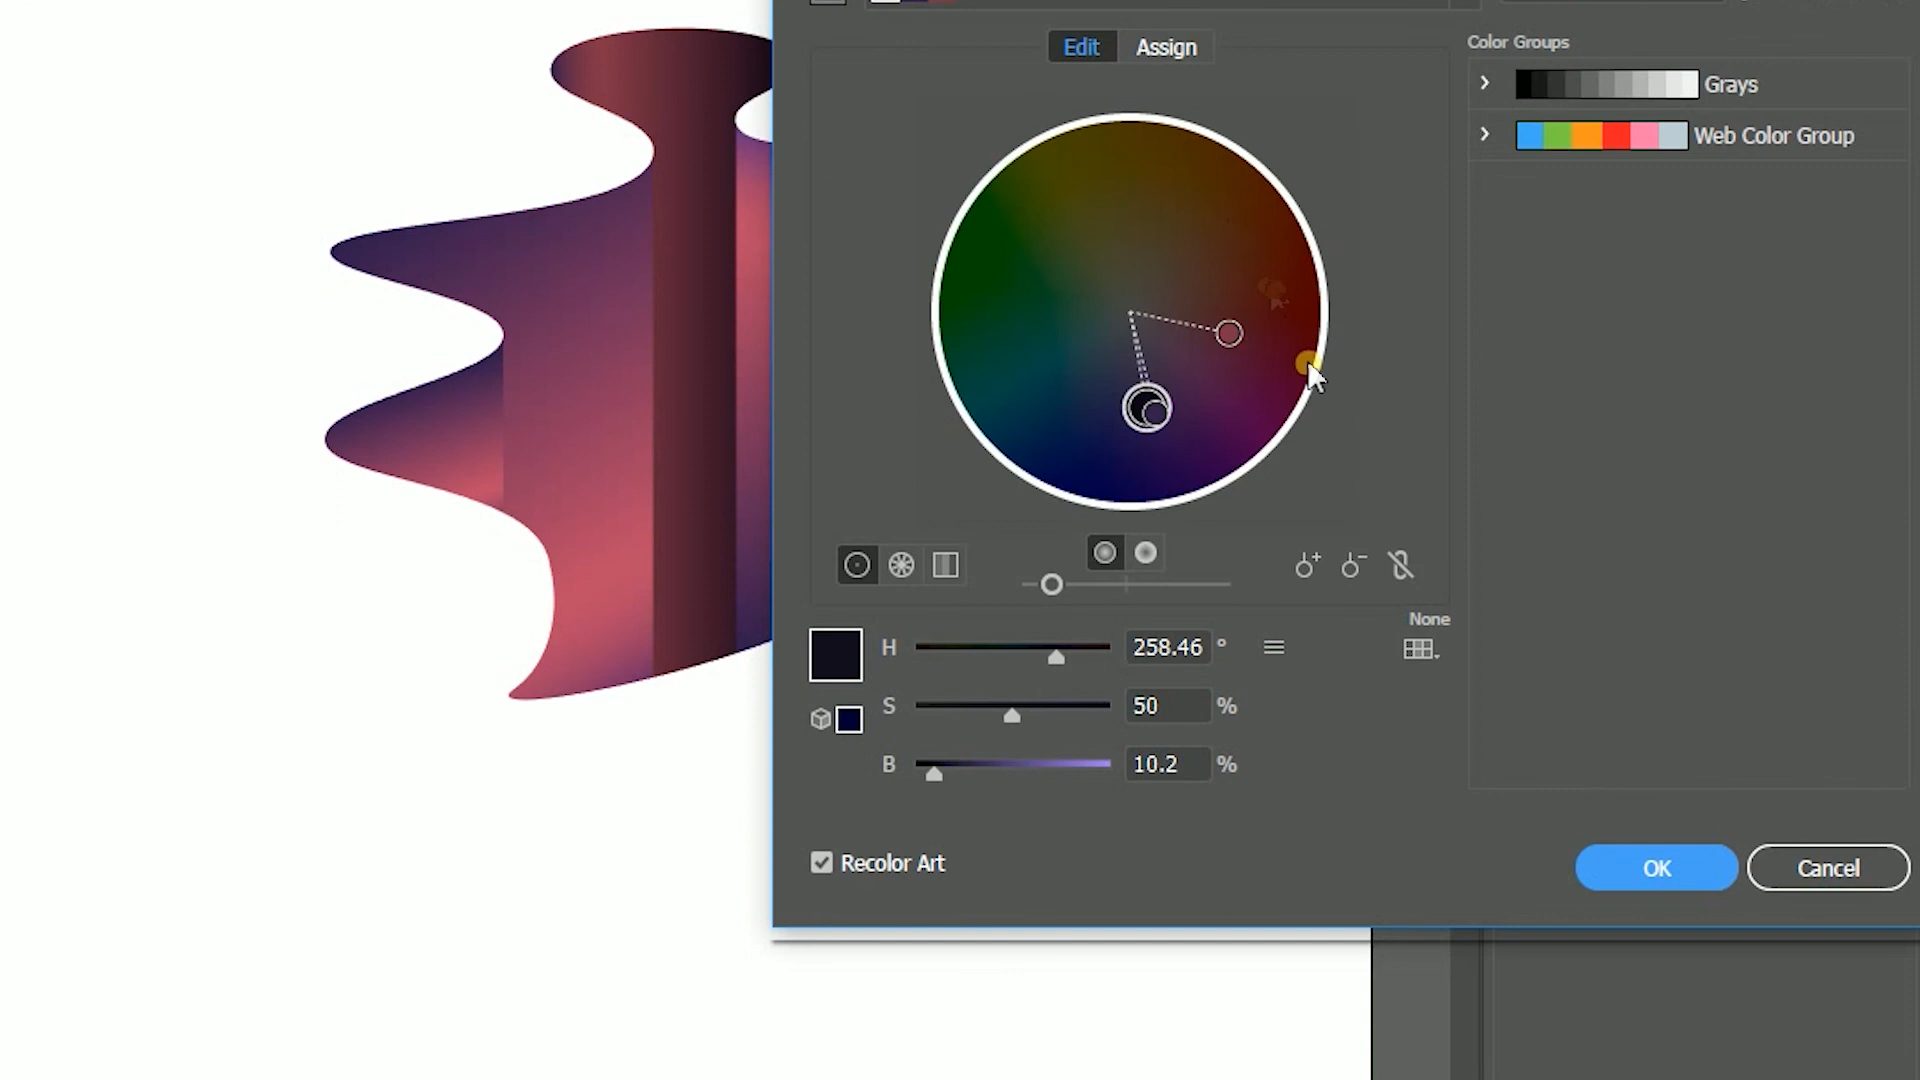 Edit Assign
Color Groups
Grays
Web Color Group
None
H 258.46 °
S 50 %
B 10.2 %
Recolor Art
OK Cancel